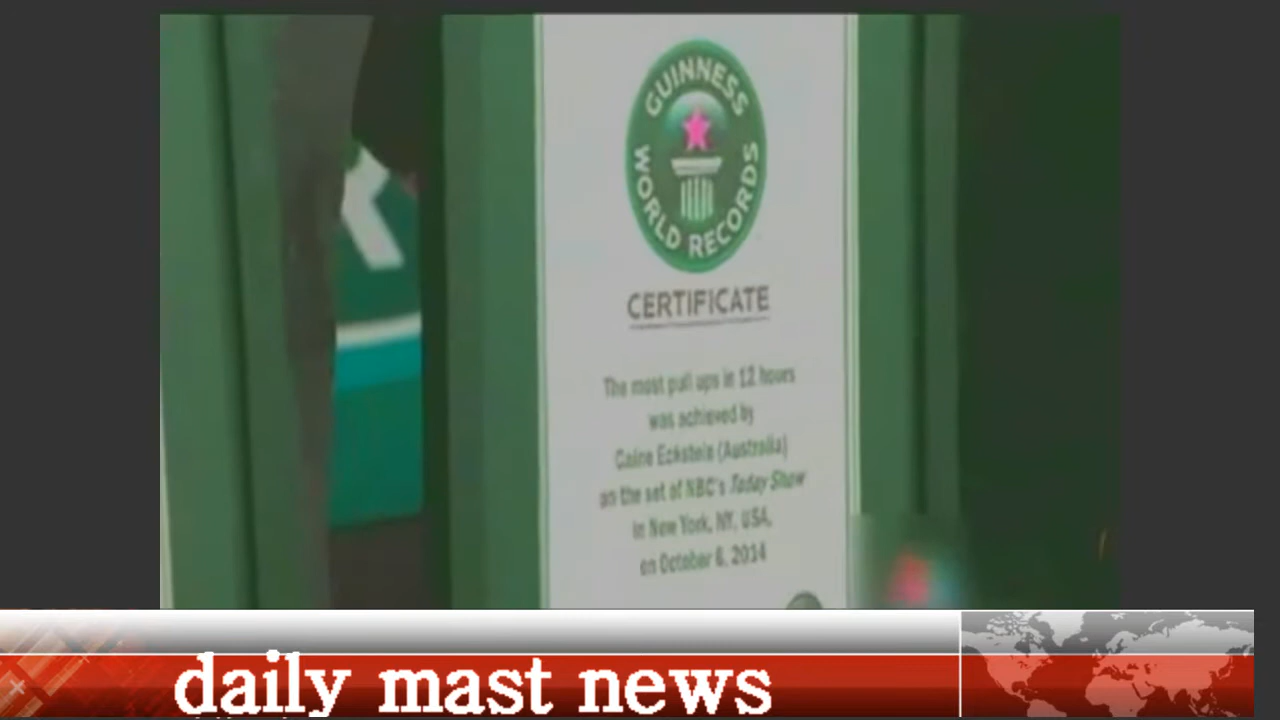 GUINNESS
WORLD RECORDS
CERTIFICATE
The most pull ups in 12 hours
was achieved by
Caine Eckstein (Australia)
on the set of NBC's Today Show
in New York, NY, USA,
on October 6, 2014
daily mast news